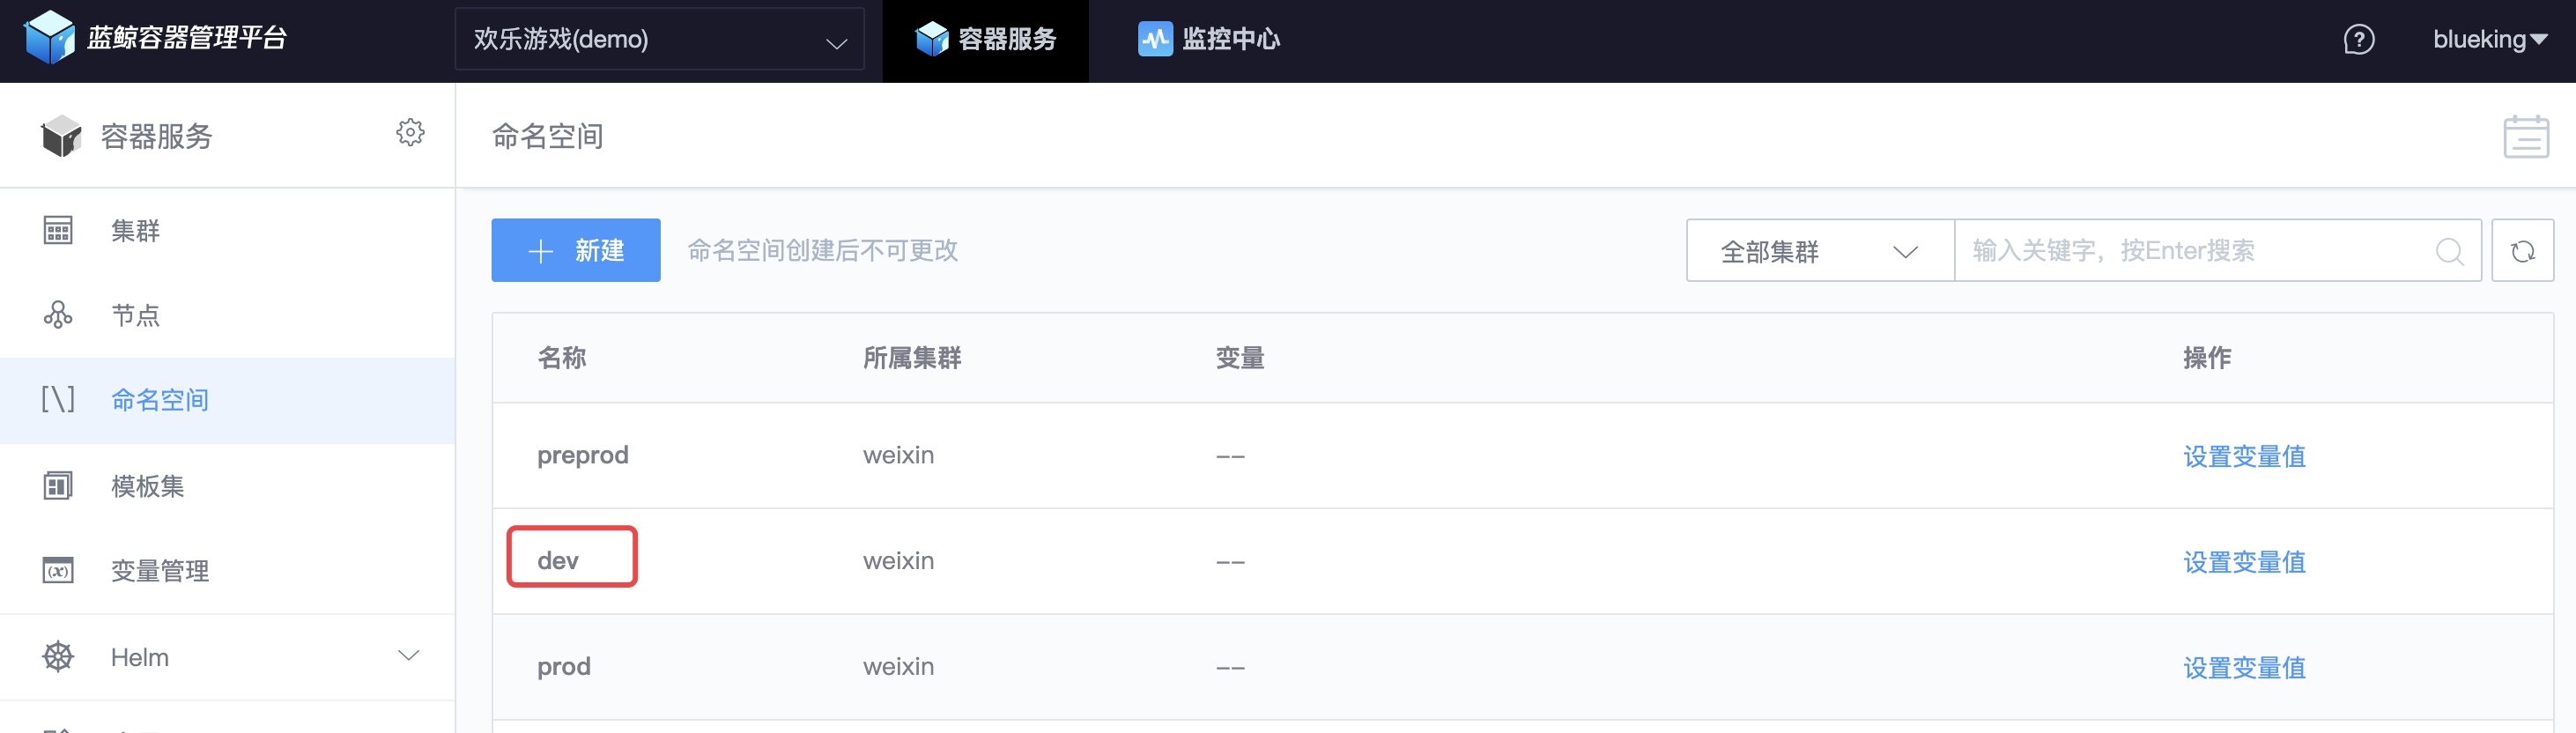 蓝鲸容器管理平台
欢乐游戏(demo)
容器服务
监控中心
blueking
容器服务
命名空间
集群
节点
命名空间
模板集
变量管理
Helm
新建
命名空间创建后不可更改
全部集群
输入关键字，按Enter搜索
名称 所属集群 变量 操作
preprod weixin -- 设置变量值
dev weixin -- 设置变量值
prod weixin -- 设置变量值